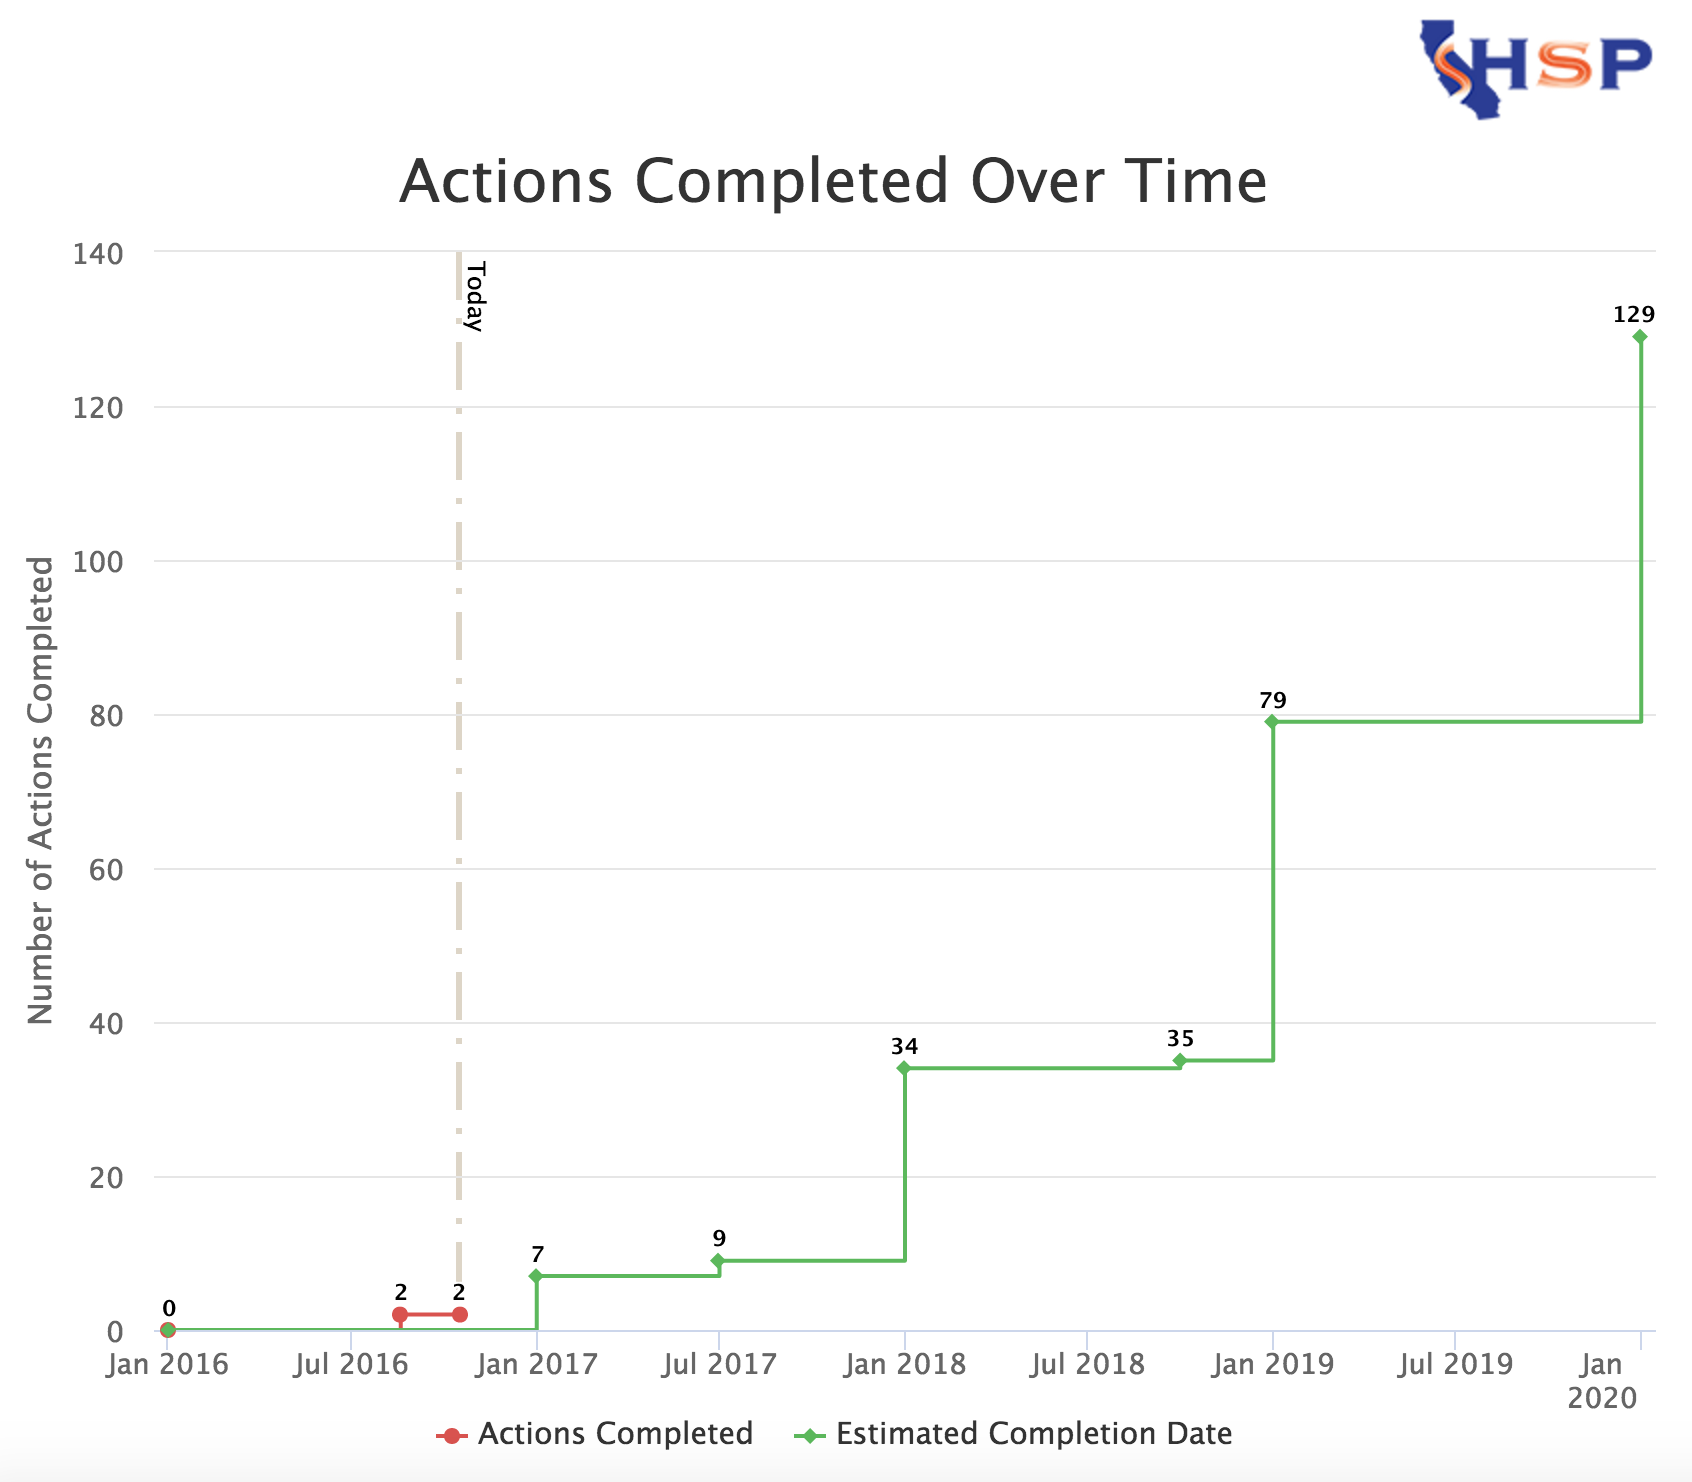 HSP
Actions Completed Over Time
140
Today
129
120
100
Number of Actions Completed
80
79
60
40
34
35
20
7
9
2
2
0
0
Jan 2016
Jul 2016
Jan 2017
Jul 2017
Jan 2018
Jul 2018
Jan 2019
Jul 2019
Jan
2020
Actions Completed
Estimated Completion Date